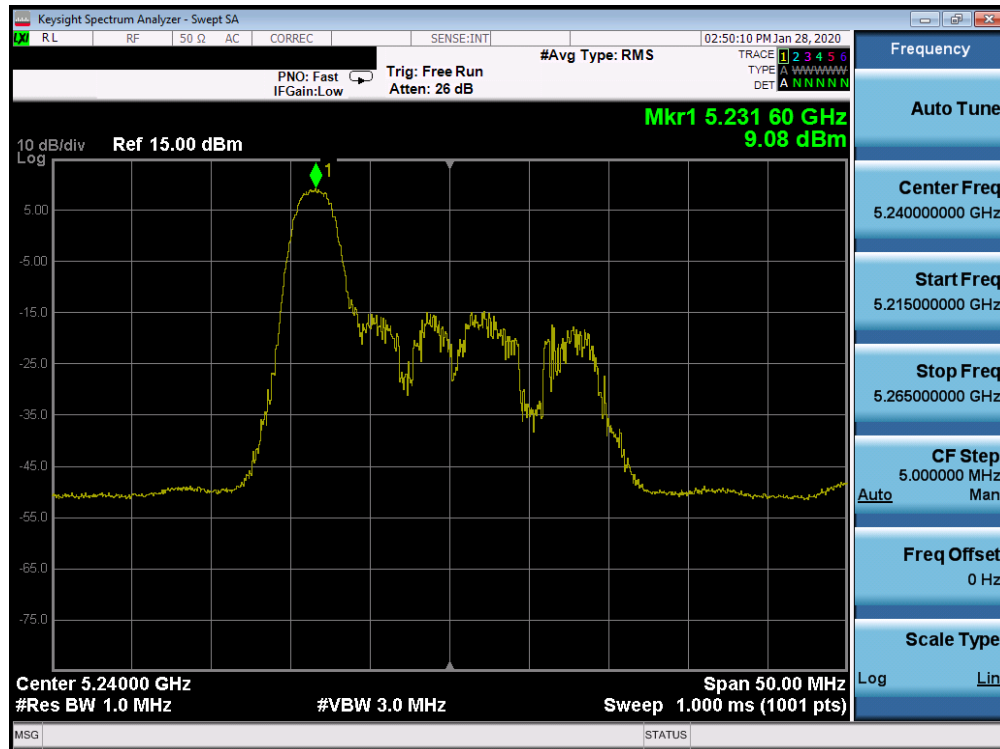 Keysight Spectrum Analyzer - Swept SA
LXI RL RF 50 Ω AC CORREC SENSE:INT 02:50:10 PM Jan 28, 2020
#Avg Type: RMS
TRACE 1 2 3 4 5 6
TYPE A WWWWW
DET A N N N N N
PNO: Fast
IFGain:Low
Trig: Free Run
Atten: 26 dB
Mkr1 5.231 60 GHz
9.08 dBm
10 dB/div
Log
Ref 15.00 dBm
1
5.00
-5.00
-15.0
-25.0
-35.0
-45.0
-55.0
-65.0
-75.0
Center 5.24000 GHz
Span 50.00 MHz
#Res BW 1.0 MHz
#VBW 3.0 MHz
Sweep 1.000 ms (1001 pts)
MSG
STATUS
Frequency
Auto Tune
Center Freq
5.240000000 GHz
Start Freq
5.215000000 GHz
Stop Freq
5.265000000 GHz
CF Step
5.000000 MHz
Auto Man
Freq Offset
0 Hz
Scale Type
Log Lin